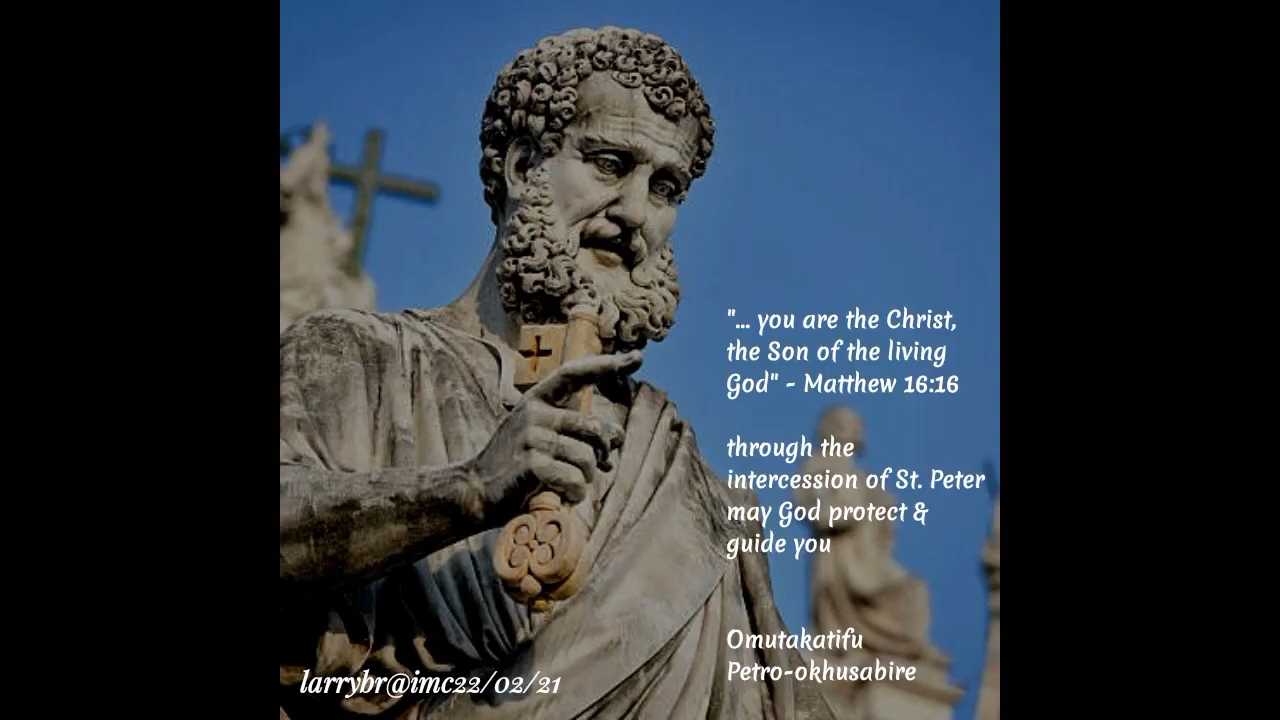 "... you are the Christ,
the Son of the living
God" - Matthew 16:16
through the
intercession of St. Peter
may God protect &
guide you
Omutakatifu
Petro-okhusabire
larrybr@imc22/02/21